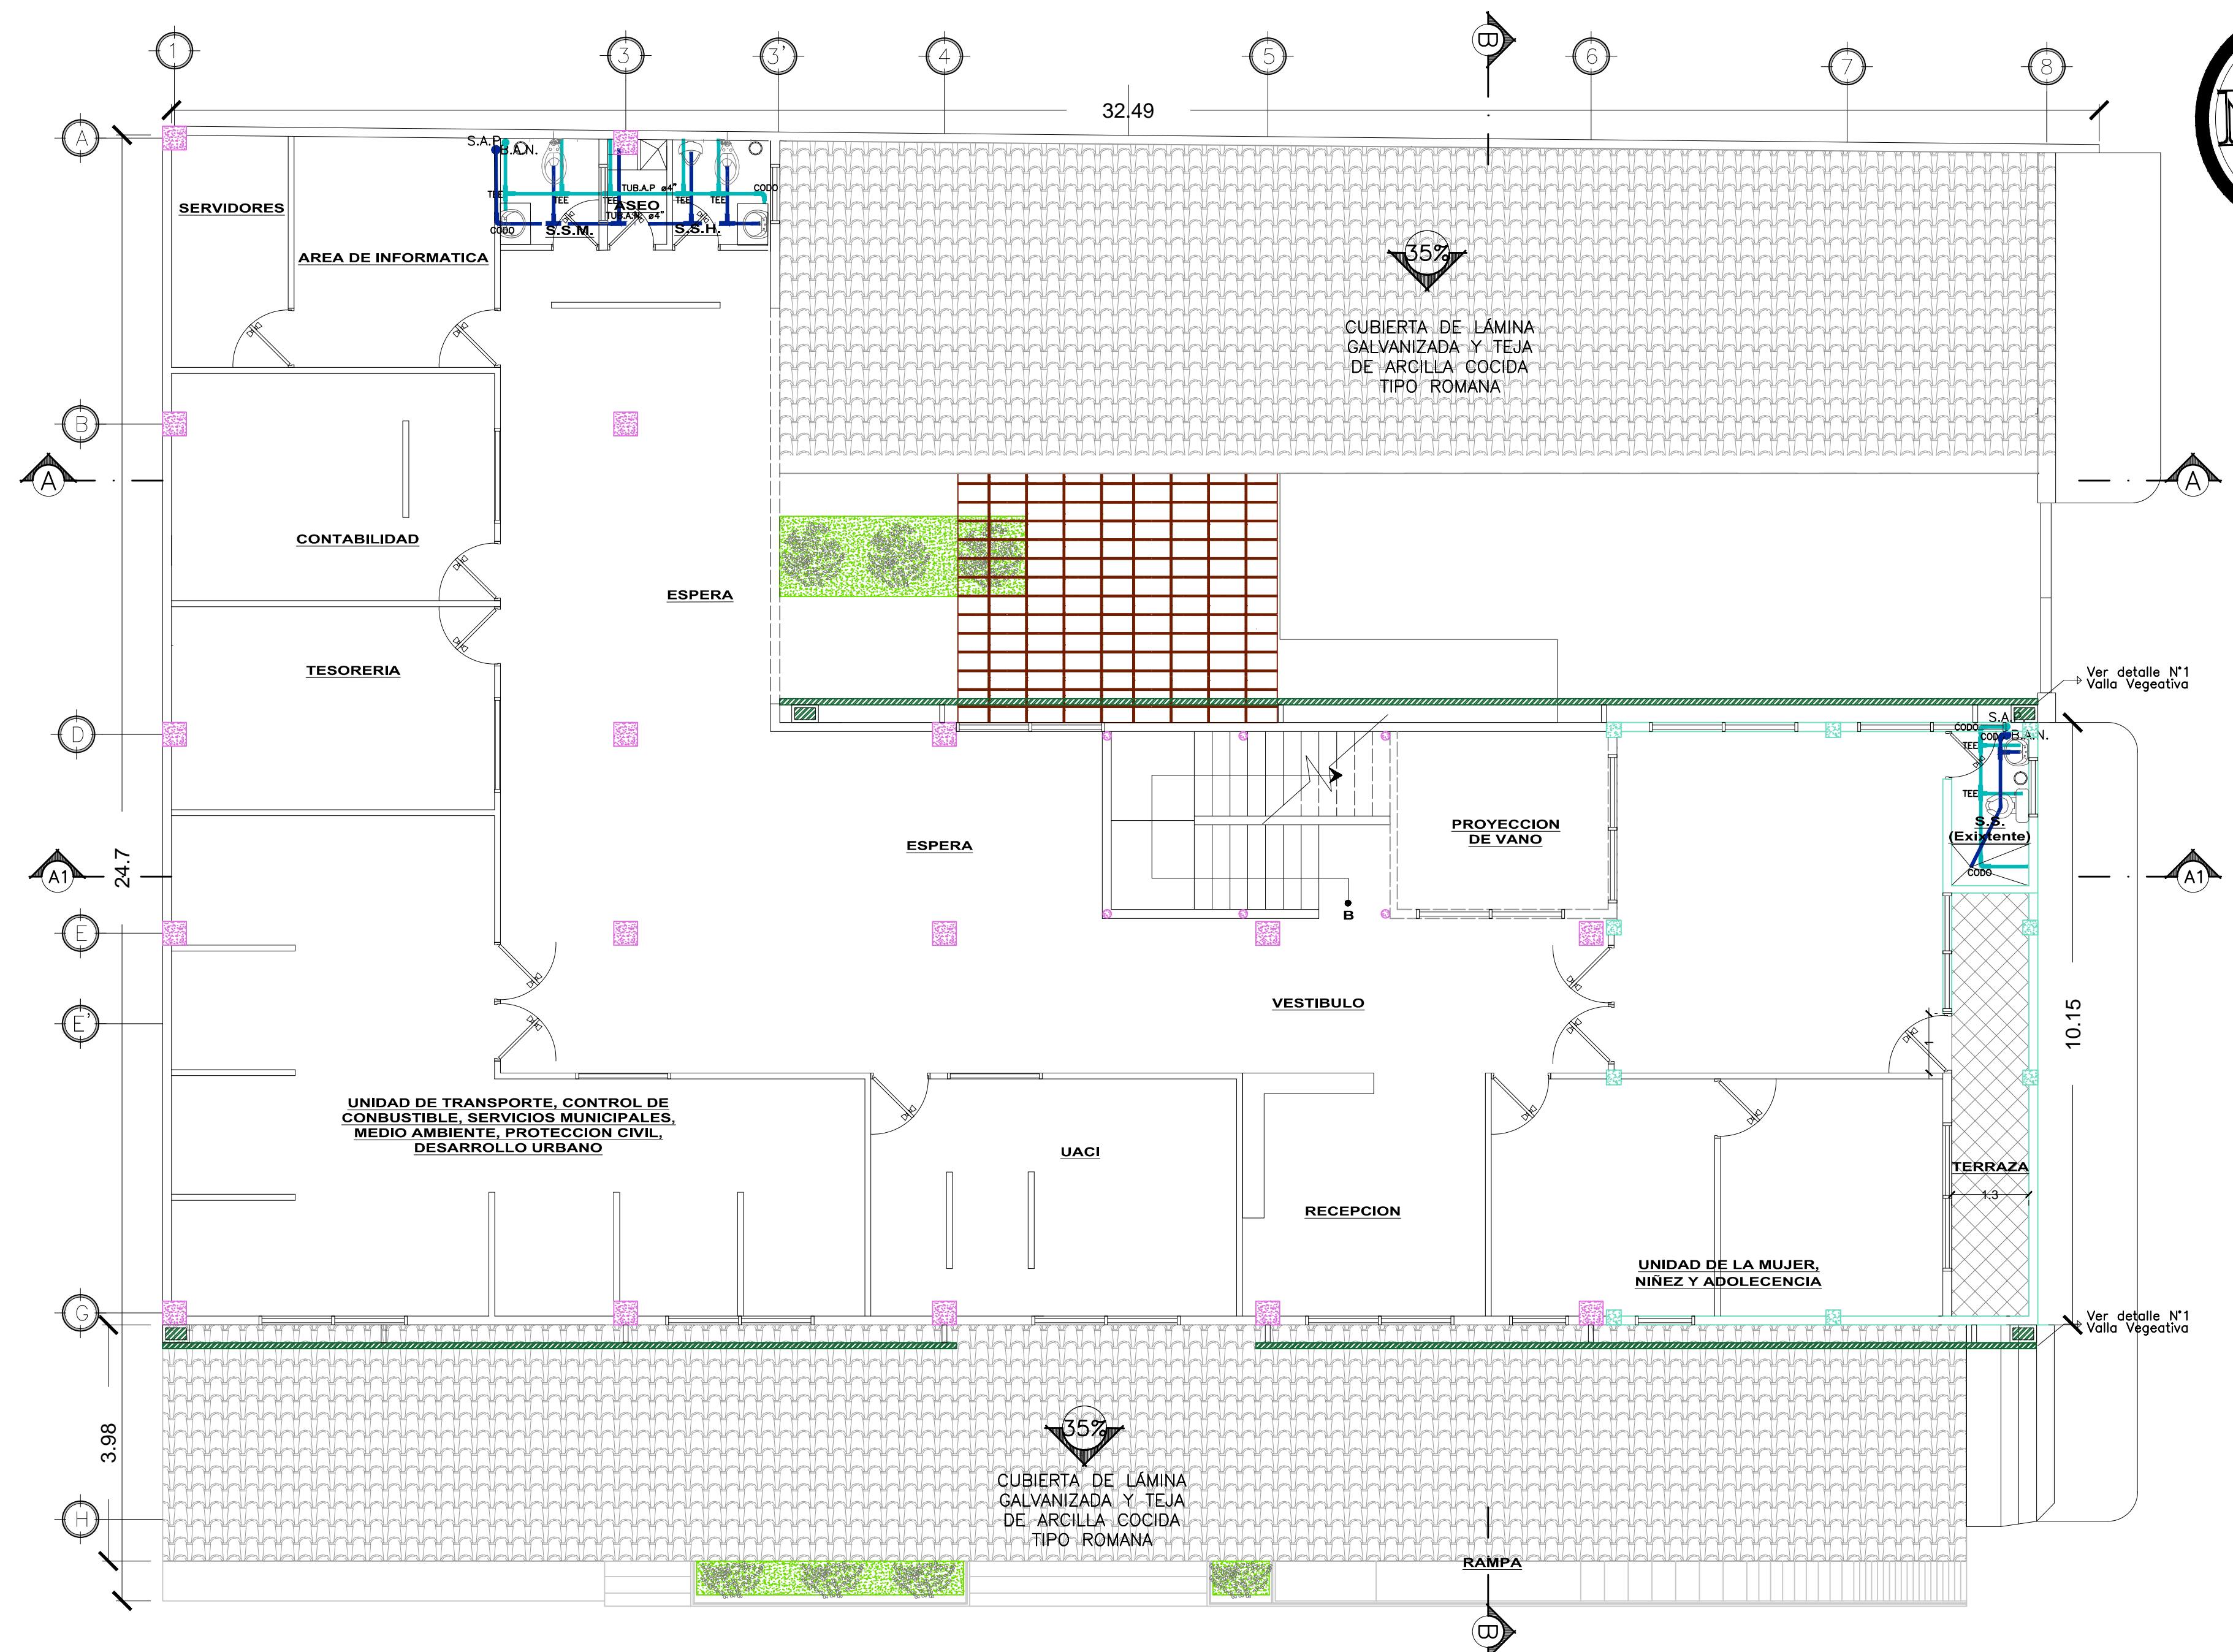 1
3
3'
4
5
B
6
7
8
32.49
A
S.A.P.
B.A.N.
TEE
TEE
TEE
TUB.A.P ø4"
TEE
TEE
CODO
SERVIDORES
ASEO
TUB.A.N. ø4"
CODO
S.S.M.
S.S.H.
AREA DE INFORMATICA
35%
CUBIERTA DE LÁMINA
GALVANIZADA Y TEJA
DE ARCILLA COCIDA
TIPO ROMANA
B
A
A
CONTABILIDAD
ESPERA
TESORERIA
Ver detalle N°1
Valla Vegeativa
D
S.A.P.
CODO
CODO
B.A.N.
TEE
TEE
S.S.
(Exixtente)
CODO
PROYECCION
DE VANO
ESPERA
24.7
A1
A1
B
E
VESTIBULO
E'
10.15
1
UNIDAD DE TRANSPORTE, CONTROL DE
CONBUSTIBLE, SERVICIOS MUNICIPALES,
MEDIO AMBIENTE, PROTECCION CIVIL,
DESARROLLO URBANO
UACI
TERRAZA
1.3
RECEPCION
UNIDAD DE LA MUJER,
NIÑEZ Y ADOLECENCIA
G
Ver detalle N°1
Valla Vegeativa
3.98
35%
CUBIERTA DE LÁMINA
GALVANIZADA Y TEJA
DE ARCILLA COCIDA
TIPO ROMANA
H
RAMPA
B